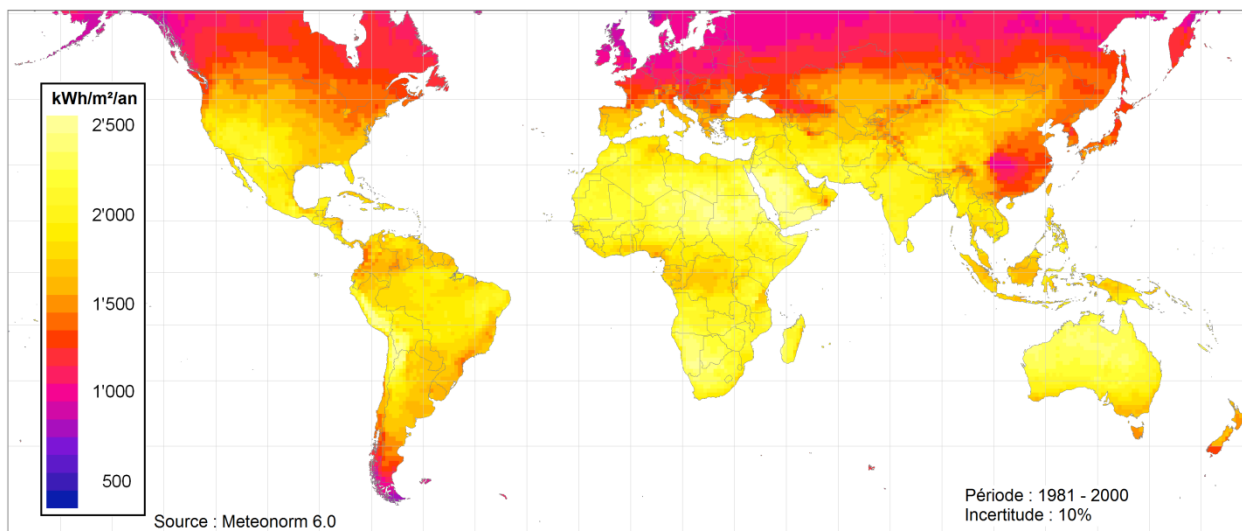 kWh/m²/an
2'500
2'000
1'500
1'000
500
Source : Meteonorm 6.0
Période : 1981 - 2000
Incertitude : 10%